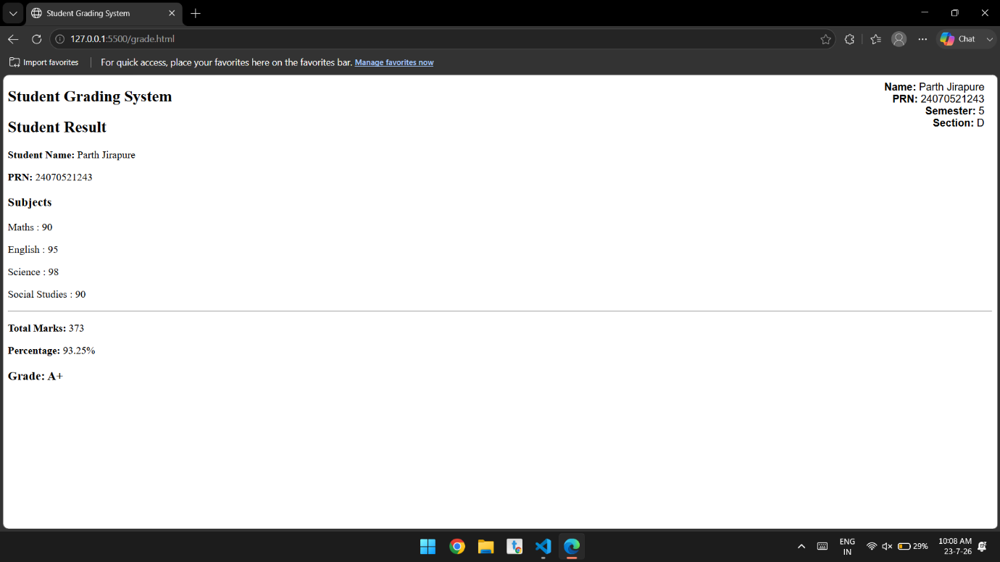 Student Grading System
127.0.0.1:5500/grade.html
Chat
Import favorites
For quick access, place your favorites here on the favorites bar. Manage favorites now
Name: Parth Jirapure
PRN: 24070521243
Semester: 5
Section: D
Student Grading System
Student Result
Student Name: Parth Jirapure
PRN: 24070521243
Subjects
Maths : 90
English : 95
Science : 98
Social Studies : 90
Total Marks: 373
Percentage: 93.25%
Grade: A+
ENG
IN
29%
10:08 AM
23-7-26